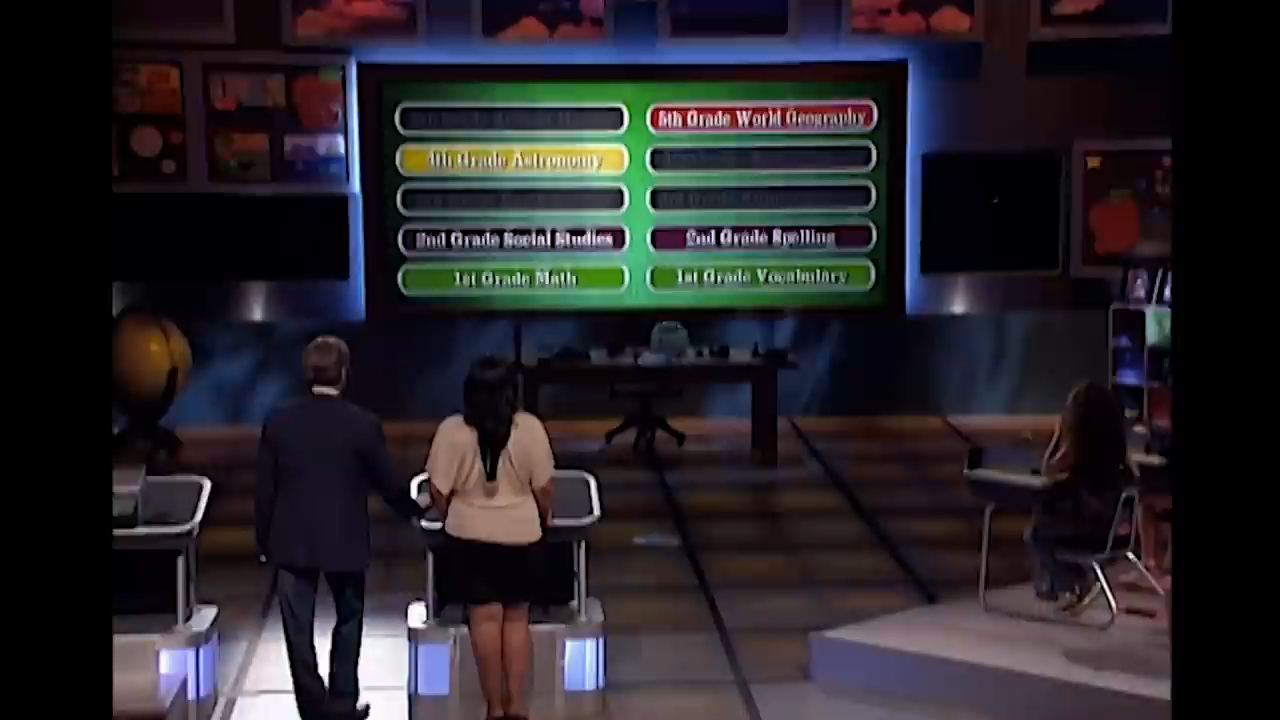 5th Grade World Geography
4th Grade Astronomy
2nd Grade Social Studies
2nd Grade Spelling
1st Grade Math
1st Grade Vocabulary